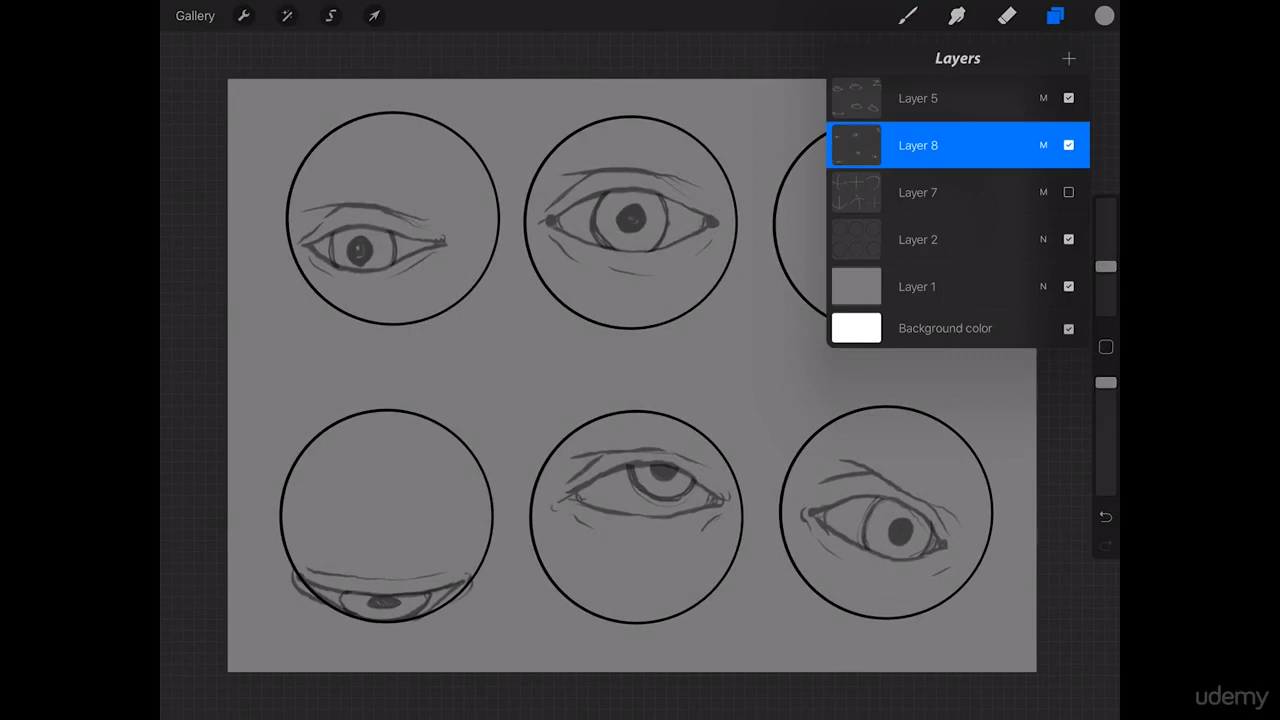 Gallery
Layers
Layer 5 M
Layer 8 M
Layer 7 M
Layer 2 N
Layer 1 N
Background color
udemy